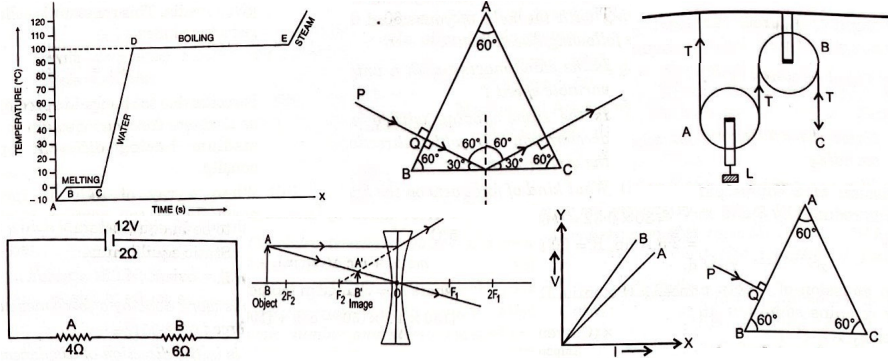 TEMPERATURE (°C)
120
110
100
90
80
70
60
50
40
30
20
10
0
– 10
D
BOILING
E
STEAM
WATER
MELTING
B
C
A
TIME (s)
X
A
60°
P
Q
60°
60°
60°
30°
30°
60°
B
C
T
B
T
T
A
C
L
12V
2Ω
A
4Ω
B
6Ω
A
A'
B
Object
2F₂
F₂
B'
Image
O
F₁
2F₁
Y
V
B
A
I
X
A
60°
P
Q
60°
60°
B
C